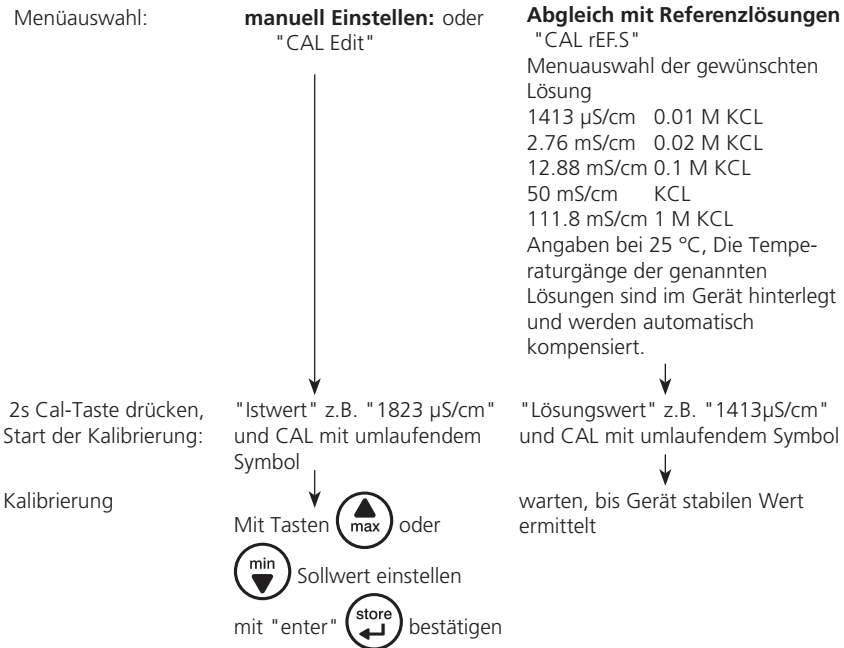 Menüauswahl:
manuell Einstellen: oder
"CAL Edit"
Abgleich mit Referenzlösungen
"CAL rEF.S"
Menuauswahl der gewünschten
Lösung
1413 µS/cm 0.01 M KCL
2.76 mS/cm 0.02 M KCL
12.88 mS/cm 0.1 M KCL
50 mS/cm KCL
111.8 mS/cm 1 M KCL
Angaben bei 25 °C, Die Tempe-
raturgänge der genannten
Lösungen sind im Gerät hinterlegt
und werden automatisch
kompensiert.
2s Cal-Taste drücken,
Start der Kalibrierung:
"Istwert" z.B. "1823 µS/cm"
und CAL mit umlaufendem
Symbol
"Lösungswert" z.B. "1413µS/cm"
und CAL mit umlaufendem Symbol
Kalibrierung
Mit Tasten max oder
min Sollwert einstellen
mit "enter" store bestätigen
warten, bis Gerät stabilen Wert
ermittelt